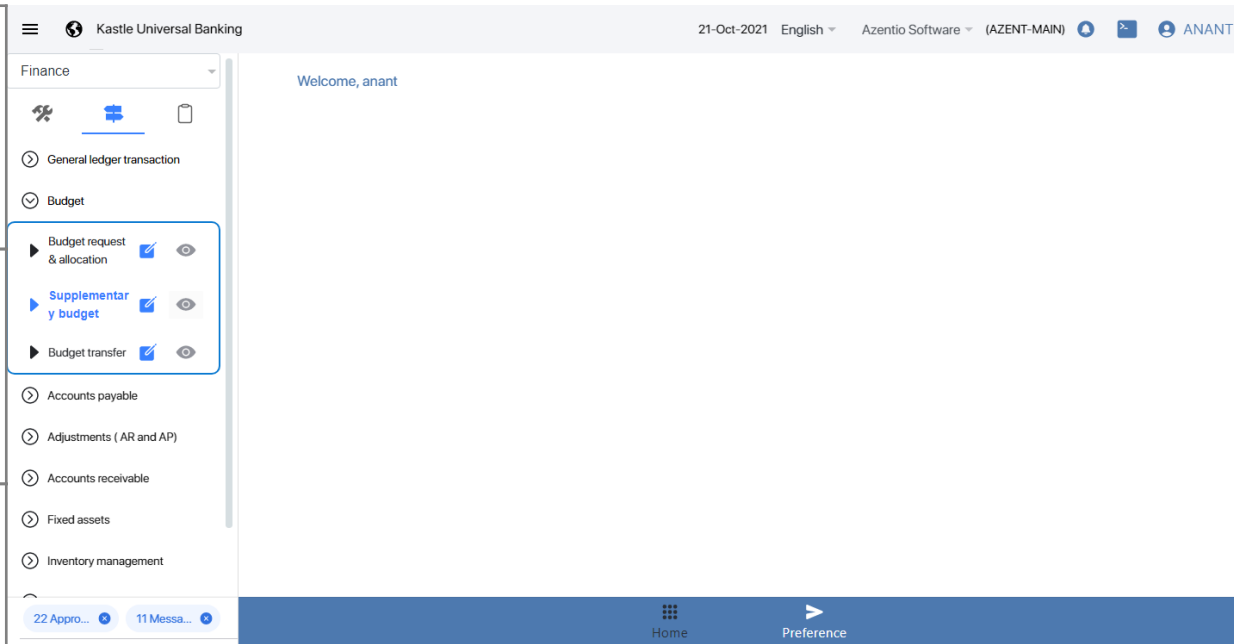 Kastle Universal Banking
21-Oct-2021 English Azentio Software (AZENT-MAIN) ANANT
Finance
Welcome, anant
General ledger transaction
Budget
Budget request
& allocation
Supplementar
y budget
Budget transfer
Accounts payable
Adjustments ( AR and AP)
Accounts receivable
Fixed assets
Inventory management
22 Appro... 11 Messa...
Home Preference